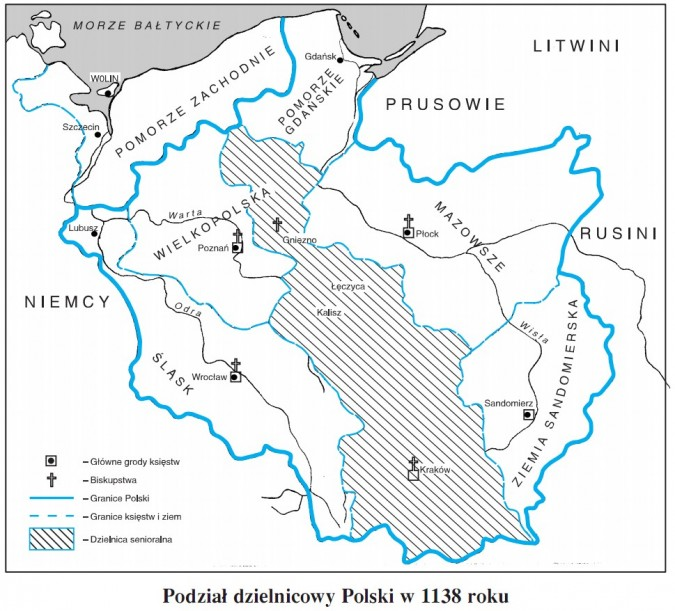 MORZE BAŁTYCKIE
LITWINI
Gdańsk
WOLIN
POMORZE ZACHODNIE
POMORZE
GDAŃSKIE
PRUSOWIE
Szczecin
Lubusz
Warta
WIELKOPOLSKA
Gniezno
Poznań
Płock
MAZOWSZE
RUSINI
NIEMCY
Odra
Łęczyca
Kalisz
Wisła
ŚLĄSK
Wrocław
Sandomierz
ZIEMIA SANDOMIERSKA
Kraków
– Główne grody księstw
– Biskupstwa
– Granice Polski
– Granice księstw i ziem
– Dzielnica senioralna
Podział dzielnicowy Polski w 1138 roku